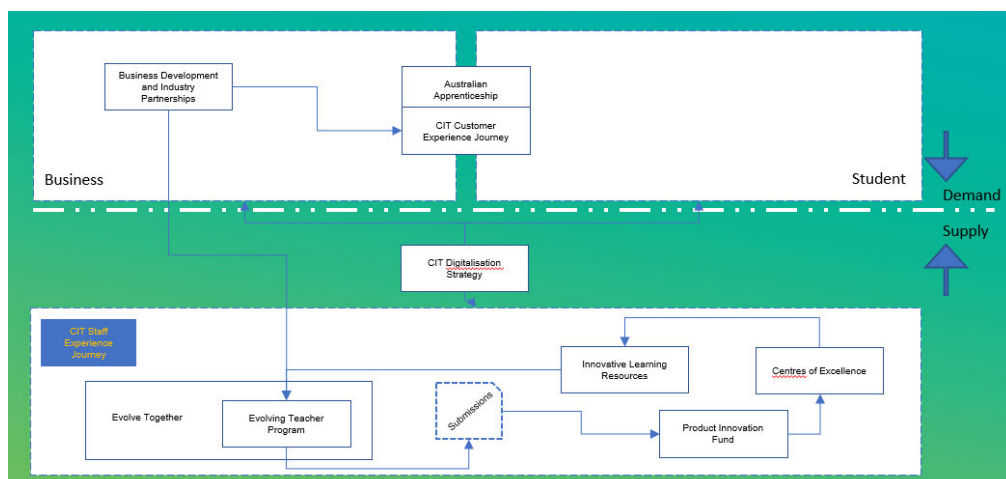 Business Development
and Industry
Partnerships
Australian
Apprenticeship
CIT Customer
Experience Journey
Business
Student
Demand
Supply
CIT Digitalisation
Strategy
CIT Staff
Experience
Journey
Innovative Learning
Resources
Centres of Excellence
Evolve Together
Evolving Teacher
Program
Submissions
Product Innovation
Fund